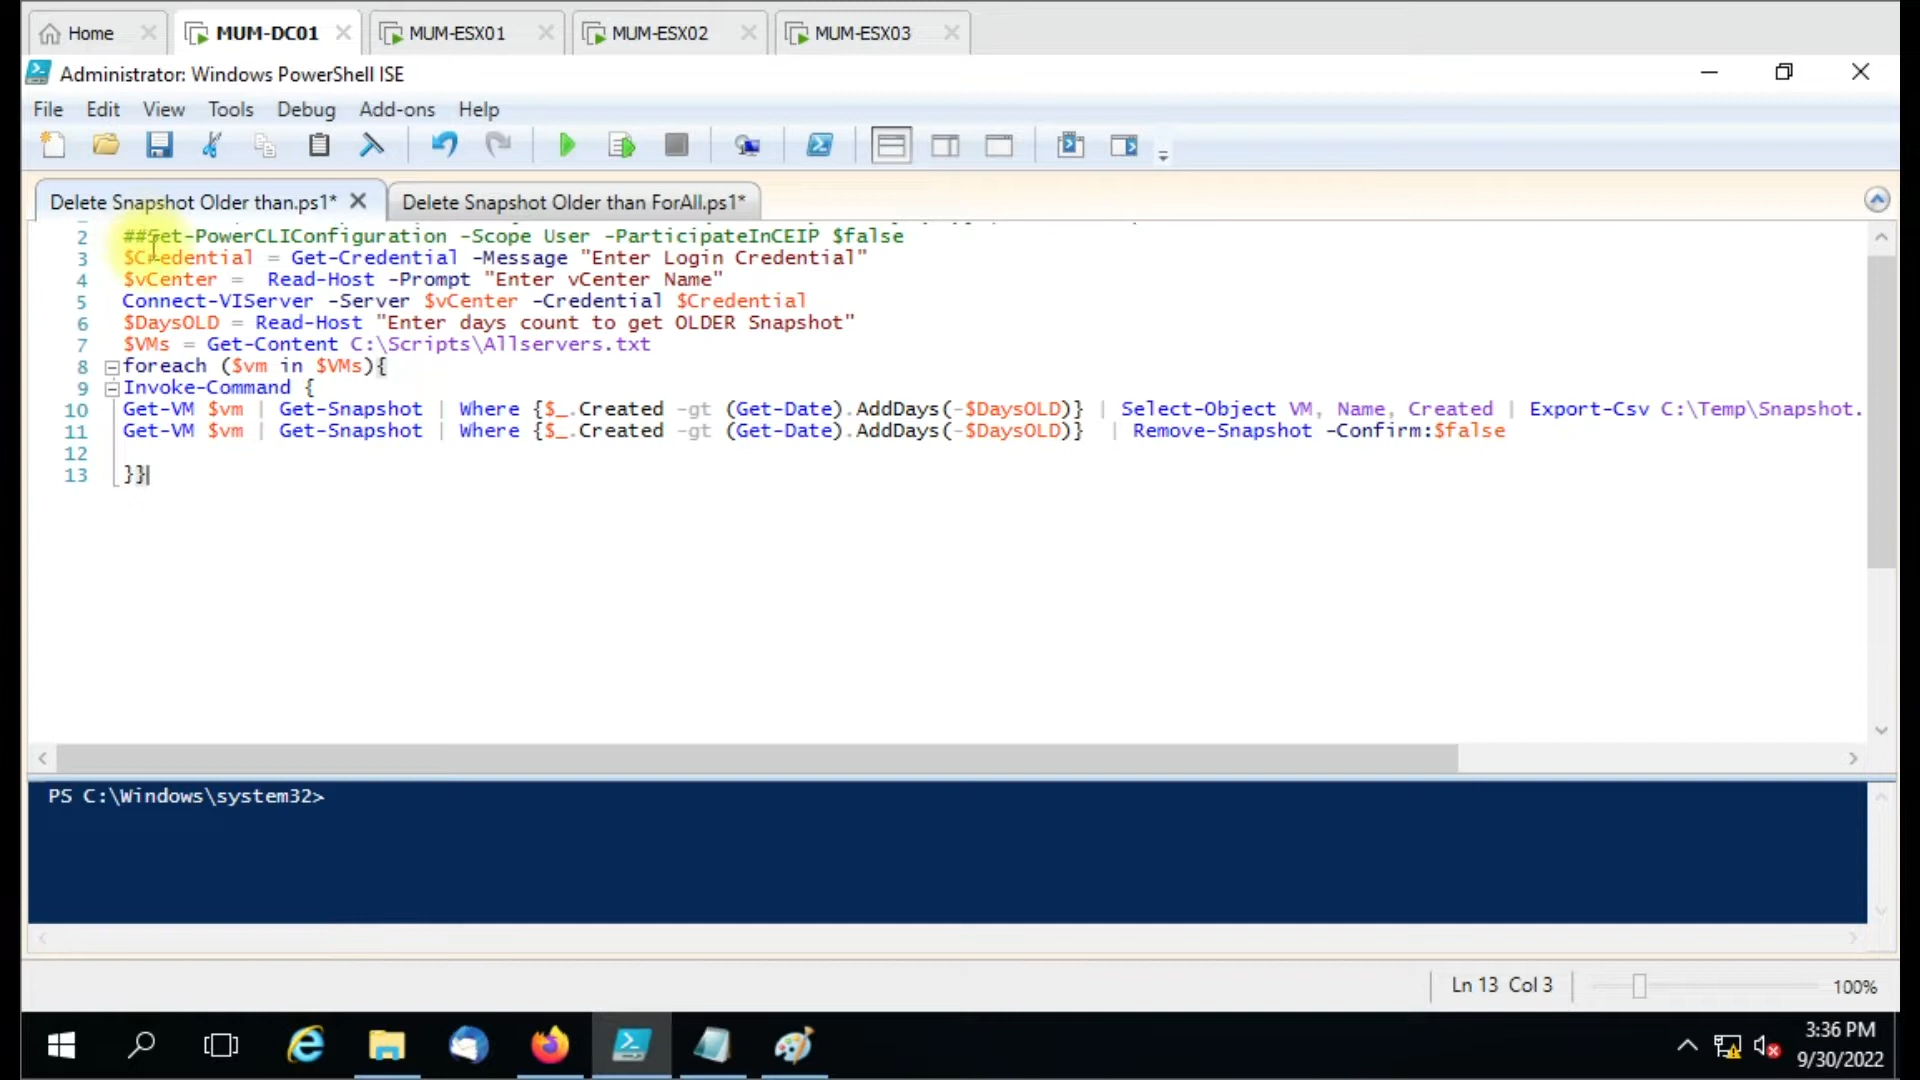 Home
MUM-DC01
MUM-ESX01
MUM-ESX02
MUM-ESX03
Administrator: Windows PowerShell ISE
File Edit View Tools Debug Add-ons Help
Delete Snapshot Older than.ps1*
Delete Snapshot Older than ForAll.ps1*
2 ##Set-PowerCLIConfiguration -Scope User -ParticipateInCEIP $false
3 $Credential = Get-Credential -Message "Enter Login Credential"
4 $vCenter = Read-Host -Prompt "Enter vCenter Name"
5 Connect-VIServer -Server $vCenter -Credential $Credential
6 $DaysOLD = Read-Host "Enter days count to get OLDER Snapshot"
7 $VMs = Get-Content C:\Scripts\Allservers.txt
8 foreach ($vm in $VMs){
9 Invoke-Command {
10 Get-VM $vm | Get-Snapshot | Where {$_.Created -gt (Get-Date).AddDays(-$DaysOLD)} | Select-Object VM, Name, Created | Export-Csv C:\Temp\Snapshot.
11 Get-VM $vm | Get-Snapshot | Where {$_.Created -gt (Get-Date).AddDays(-$DaysOLD)} | Remove-Snapshot -Confirm:$false
12
13 }}
PS C:\Windows\system32>
Ln 13 Col 3
100%
3:36 PM
9/30/2022